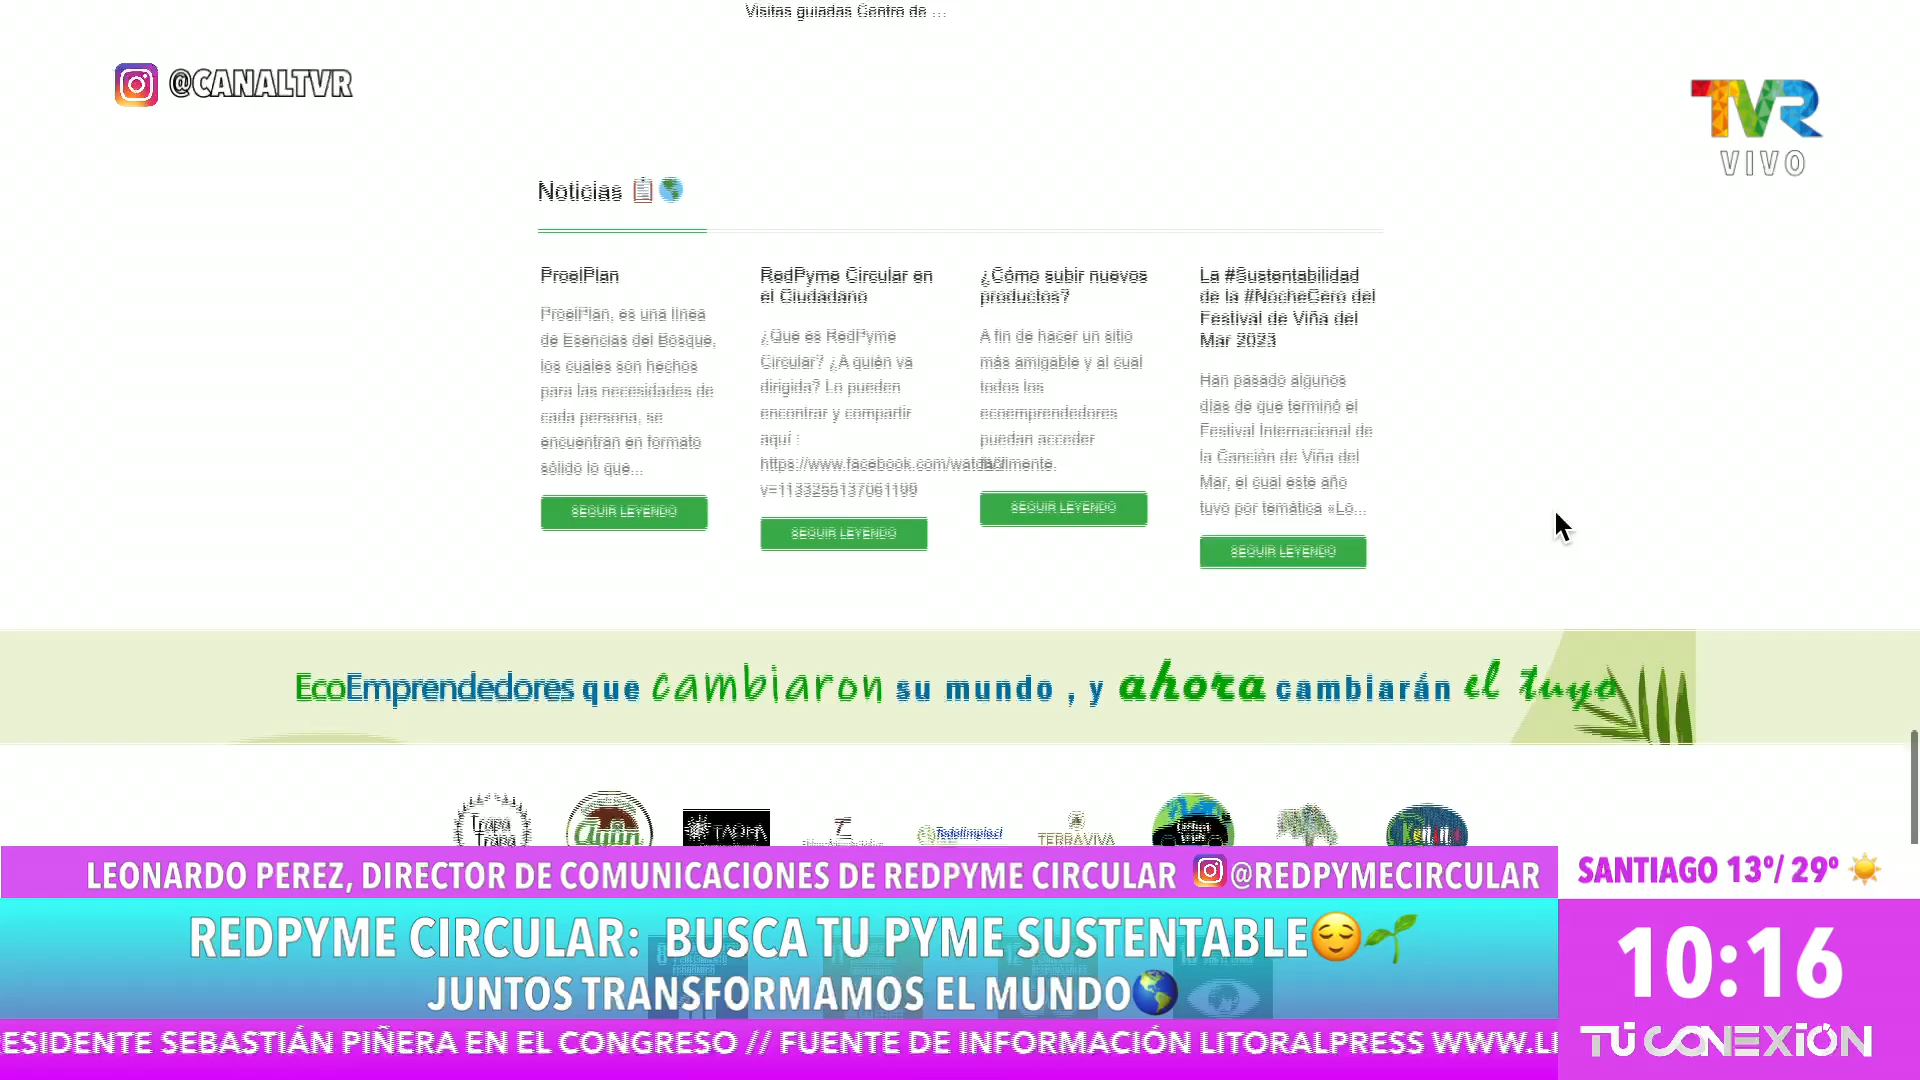 Visitas guiadas Centro de ...
@CANALTVR
TVR
VIVO
Noticias
ProelPlan
ProelPlan, es una línea
de Esencias del Bosque,
los cuales son hechos
para las necesidades de
cada persona, se
encuentran en formato
sólido lo que...
SEGUIR LEYENDO
RedPyme Circular en
el Ciudadano
¿Que es RedPyme
Circular? ¿A quién va
dirigida? Lo pueden
encontrar y compartir
aquí :
https://www.facebook.com/watch/?
v=1133255137061199
SEGUIR LEYENDO
¿Cómo subir nuevos
productos?
A fin de hacer un sitio
más amigable y al cual
todos los
ecoemprendedores
puedan acceder
fácilmente.
SEGUIR LEYENDO
La #Sustentabilidad
de la #NocheCero del
Festival de Viña del
Mar 2023
Han pasado algunos
días de que terminó el
Festival Internacional de
la Canción de Viña del
Mar, el cual este año
tuvo por temática «Lo...
SEGUIR LEYENDO
EcoEmprendedores que cambiaron su mundo , y ahora cambiarán el tuyo
Trapa
Trapa
TERRAVIVA
LEONARDO PEREZ, DIRECTOR DE COMUNICACIONES DE REDPYME CIRCULAR @REDPYMECIRCULAR
SANTIAGO 13º/ 29º
REDPYME CIRCULAR: BUSCA TU PYME SUSTENTABLE
JUNTOS TRANSFORMAMOS EL MUNDO
10:16
ESIDENTE SEBASTIÁN PIÑERA EN EL CONGRESO // FUENTE DE INFORMACIÓN LITORALPRESS WWW.LI
TÚ CONEXIÓN